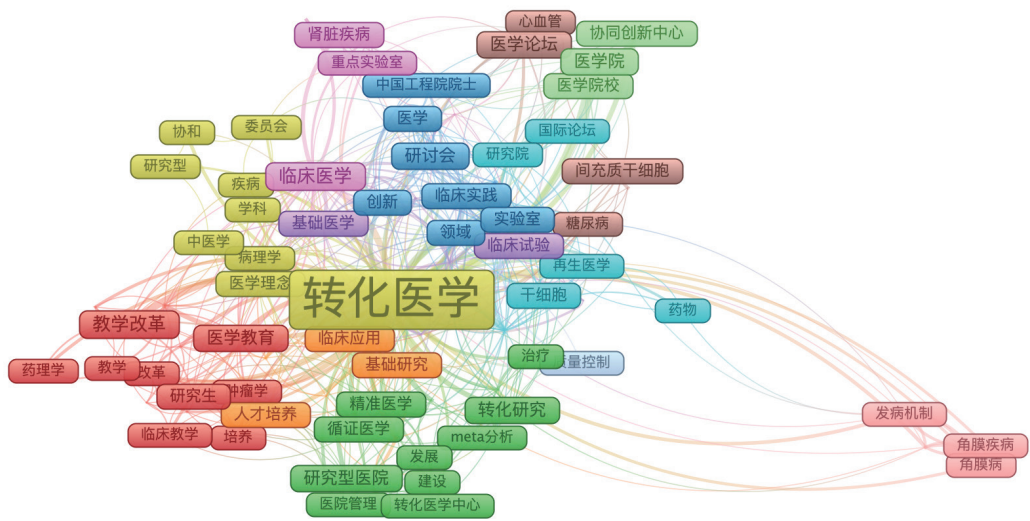 心血管
肾脏疾病
协同创新中心
医学论坛
重点实验室
医学院
中国工程院院士
医学院校
医学
协和
委员会
国际论坛
研讨会
研究院
研究型
临床医学
间充质干细胞
疾病
创新
临床实践
学科
基础医学
实验室
糖尿病
领域
中医学
临床试验
病理学
再生医学
医学理念
转化医学
干细胞
药物
教学改革
医学教育
临床应用
治疗
质量控制
基础研究
药理学
教学
改革
研究生
肿瘤学
精准医学
转化研究
人才培养
发病机制
循证医学
临床教学
培养
meta分析
角膜疾病
发展
角膜病
研究型医院
建设
医院管理
转化医学中心